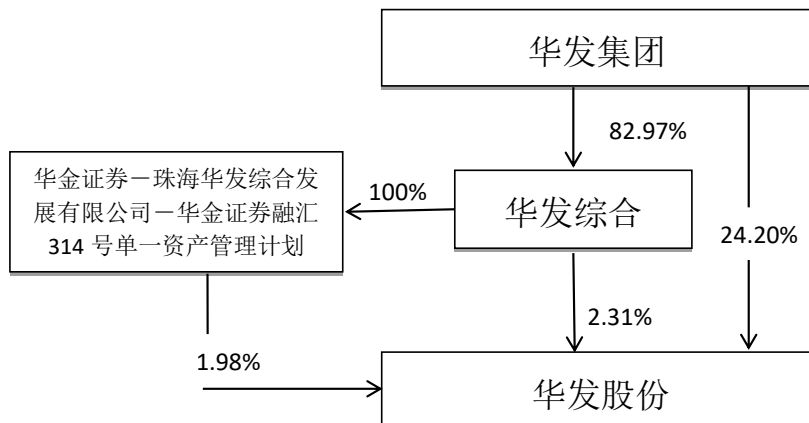 华发集团
82.97%
华金证券－珠海华发综合发
展有限公司－华金证券融汇
314 号单一资产管理计划
100%
华发综合
24.20%
2.31%
1.98%
华发股份